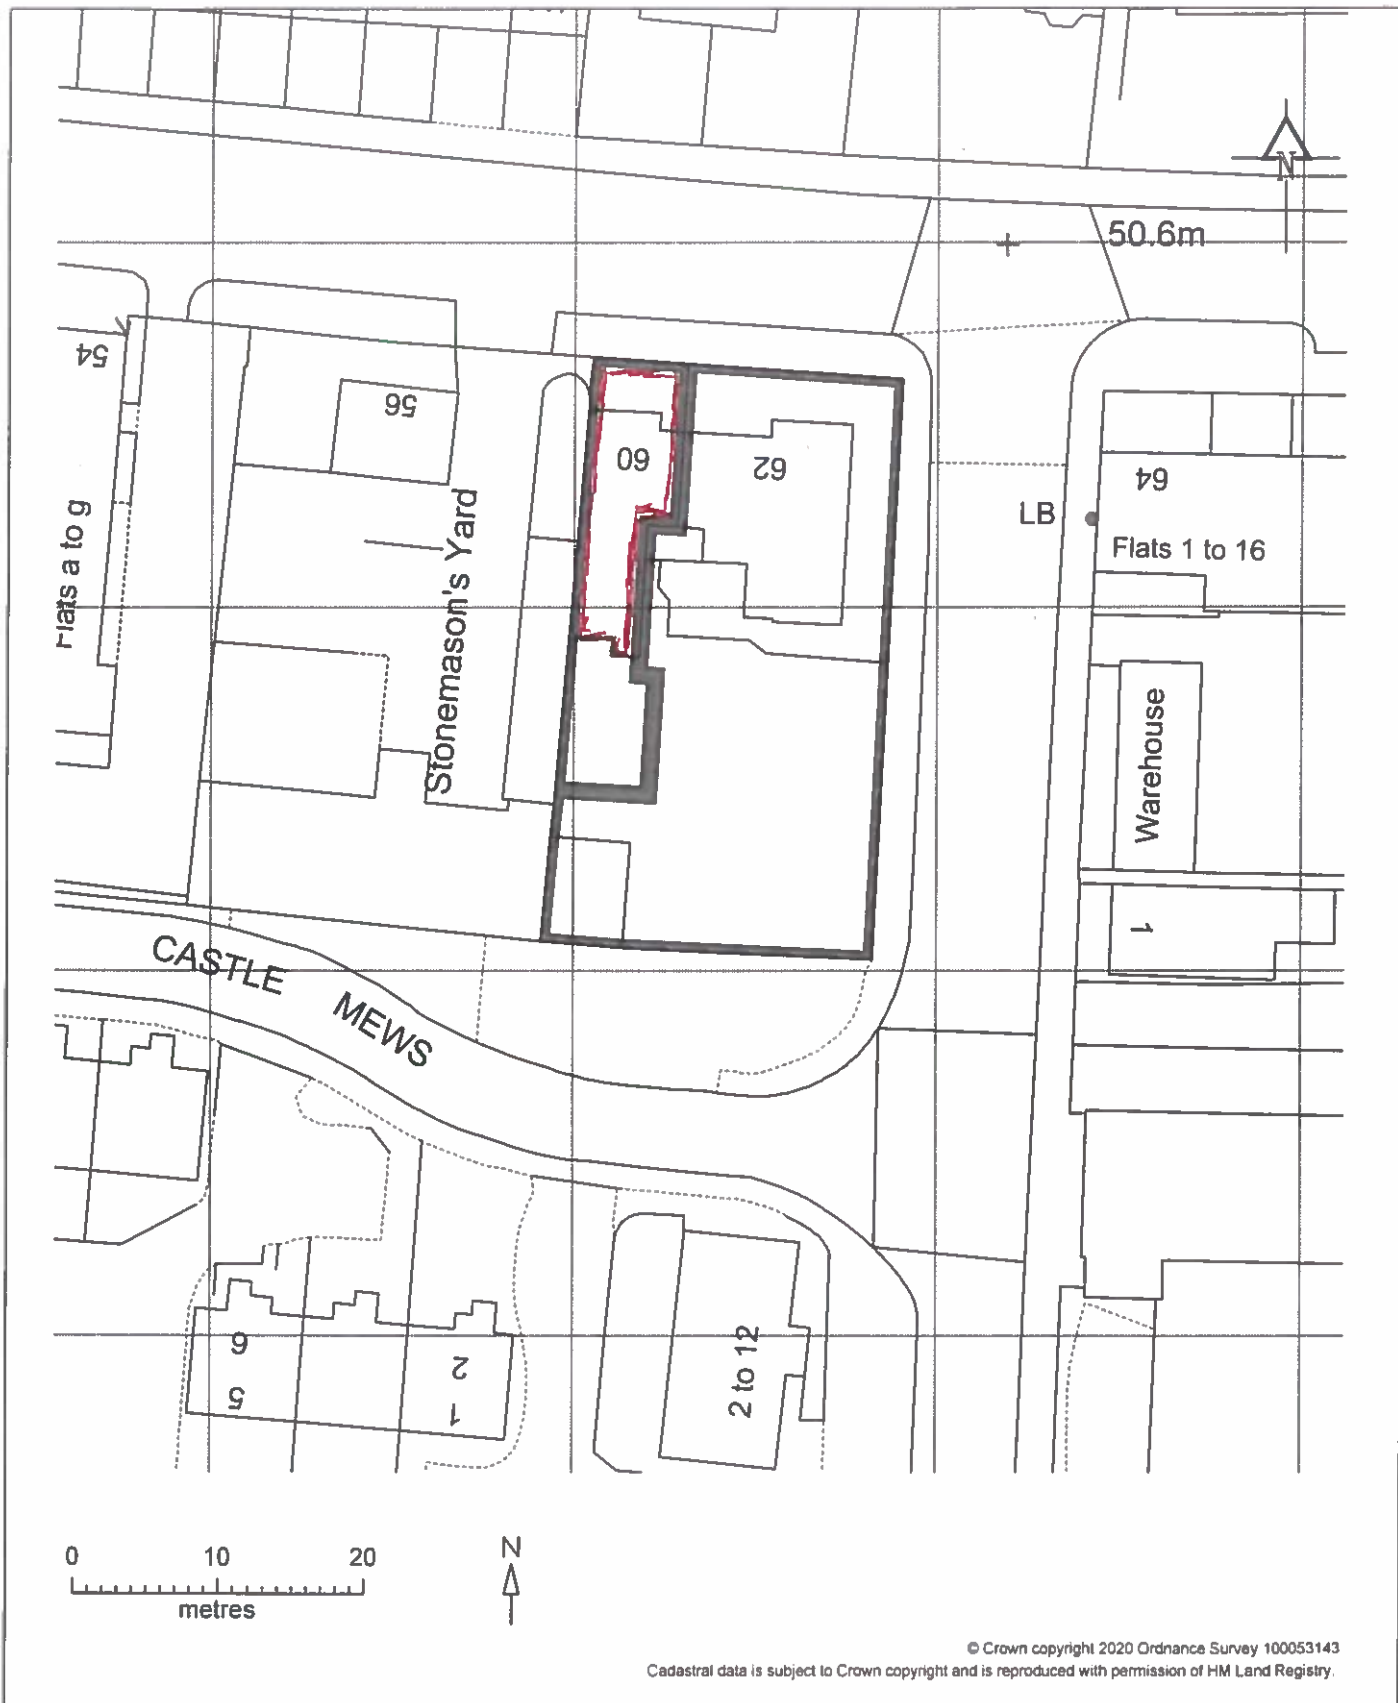 N
50.6m
54
56
60
62
64
LB
Flats 1 to 16
Flats a to g
Stonemason's Yard
Warehouse
1
CASTLE MEWS
6
5
2
1
2 to 12
0 10 20
metres
N
© Crown copyright 2020 Ordnance Survey 100053143
Cadastral data is subject to Crown copyright and is reproduced with permission of HM Land Registry.